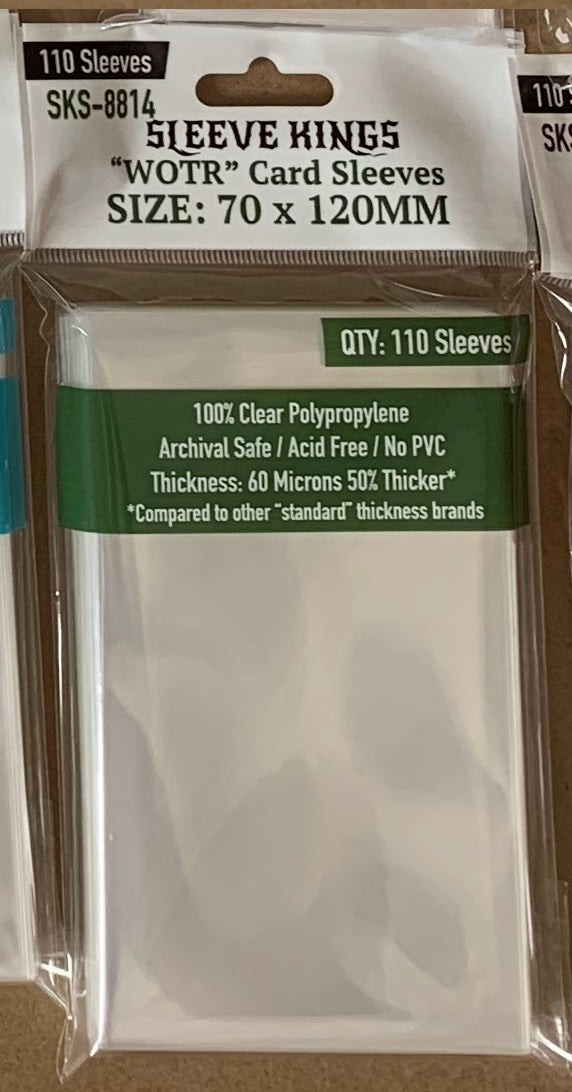 110 Sleeves
SKS-8814
SLEEVE KINGS
“WOTR” Card Sleeves
SIZE: 70 x 120MM
QTY: 110 Sleeves
100% Clear Polypropylene
Archival Safe / Acid Free / No PVC
Thickness: 60 Microns 50% Thicker*
*Compared to other “standard” thickness brands
110